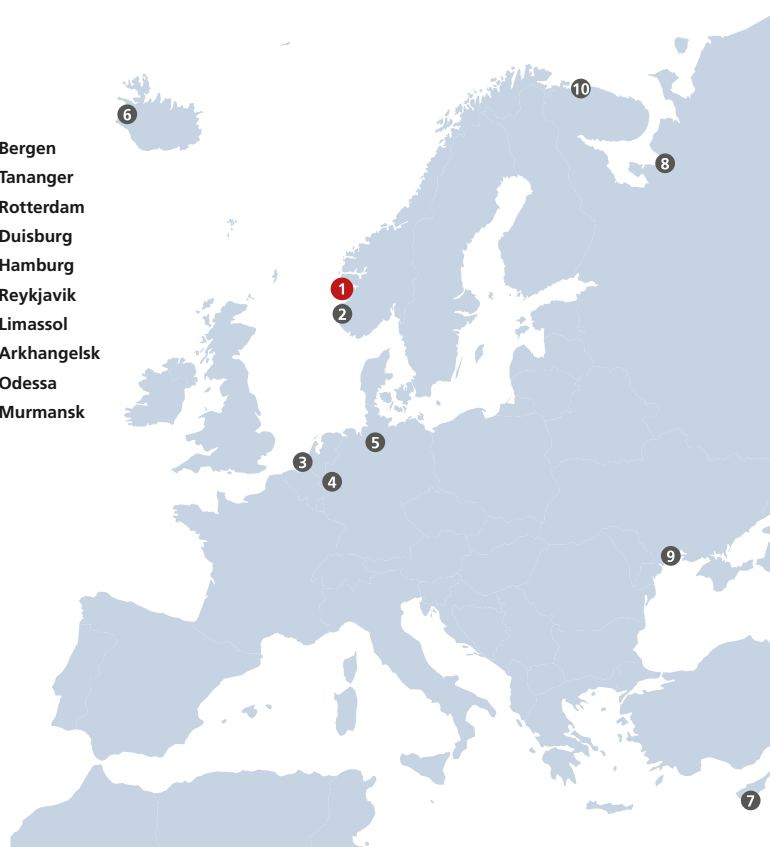 Bergen
Tananger
Rotterdam
Duisburg
Hamburg
Reykjavik
Limassol
Arkhangelsk
Odessa
Murmansk
10
6
8
1
2
5
3
4
9
7